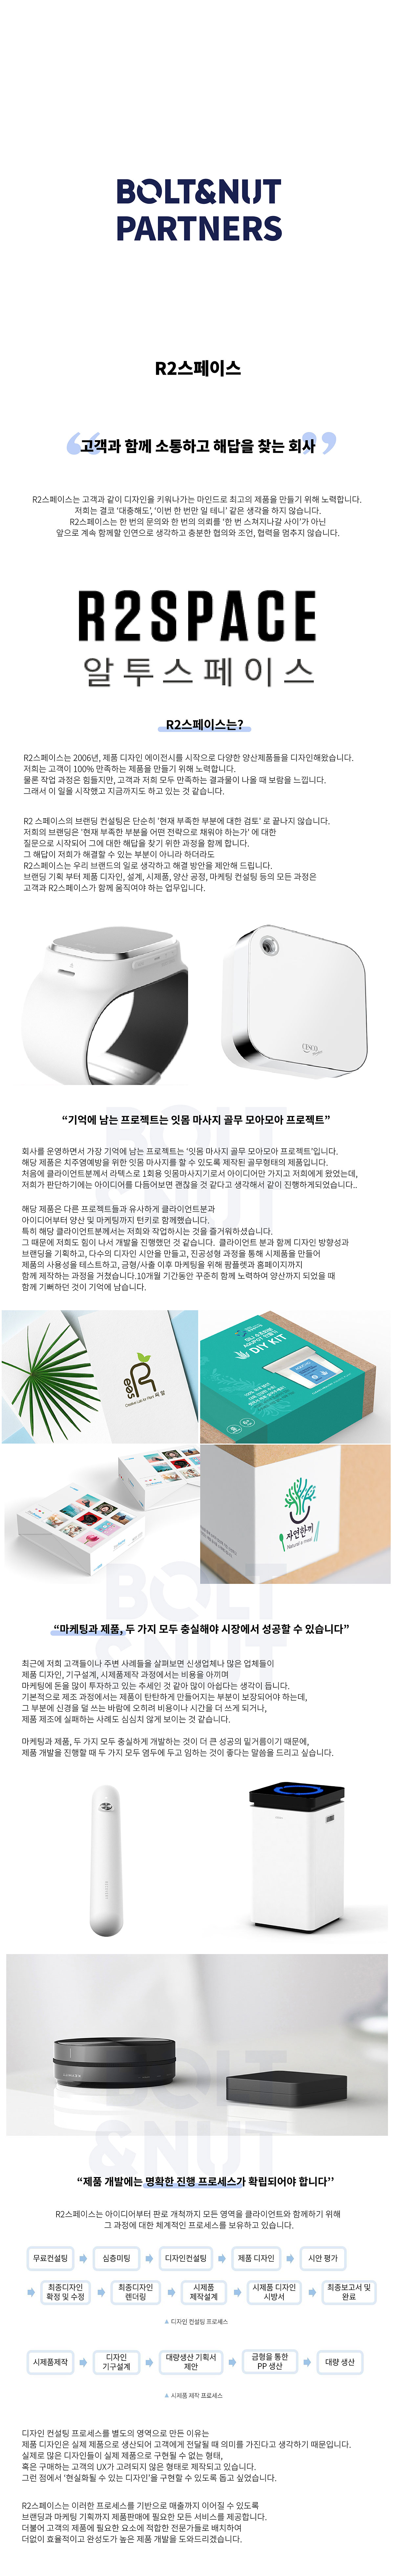 BOLT&NUT
PARTNERS
R2스페이스
“고객과 함께 소통하고 해답을 찾는 회사”
R2스페이스는 고객과 같이 디자인을 키워나가는 마인드로 최고의 제품을 만들기 위해 노력합니다.
저희는 결코 '대충해도', '이번 한 번만 일 테니' 같은 생각을 하지 않습니다.
R2스페이스는 한 번의 문의와 한 번의 의뢰를 '한 번 스쳐지나갈 사이'가 아닌
앞으로 계속 함께할 인연으로 생각하고 충분한 협의와 조언, 협력을 멈추지 않습니다.
R2SPACE
알투스페이스
R2스페이스는?
R2스페이스는 2006년, 제품 디자인 에이전시를 시작으로 다양한 양산제품들을 디자인해왔습니다.
저희는 고객이 100% 만족하는 제품을 만들기 위해 노력합니다.
물론 작업 과정은 힘들지만, 고객과 저희 모두 만족하는 결과물이 나올 때 보람을 느낍니다.
그래서 이 일을 시작했고 지금까지도 하고 있는 것 같습니다.
R2 스페이스의 브랜딩 컨설팅은 단순히 '현재 부족한 부분에 대한 검토' 로 끝나지 않습니다.
저희의 브랜딩은 '현재 부족한 부분을 어떤 전략으로 채워야 하는가' 에 대한
질문으로 시작되어 그에 대한 해답을 찾기 위한 과정을 함께 합니다.
그 해답이 저희가 해결할 수 있는 부분이 아니라 하더라도
R2스페이스는 우리 브랜드의 일로 생각하고 해결 방안을 제안해 드립니다.
브랜딩 기획 부터 제품 디자인, 설계, 시제품, 양산 공정, 마케팅 컨설팅 등의 모든 과정은
고객과 R2스페이스가 함께 움직여야 하는 업무입니다.
CESCO
“기억에 남는 프로젝트는 잇몸 마사지 골무 모아모아 프로젝트”
회사를 운영하면서 가장 기억에 남는 프로젝트는 '잇몸 마사지 골무 모아모아 프로젝트'입니다.
해당 제품은 치주염예방을 위한 잇몸 마사지를 할 수 있도록 제작된 골무형태의 제품입니다.
처음에 클라이언트분께서 라텍스로 1회용 잇몸마사지기로서 아이디어만 가지고 저희에게 왔었는데,
저희가 판단하기에는 아이디어를 다듬어보면 괜찮을 것 같다고 생각해서 같이 진행하게되었습니다..
해당 제품은 다른 프로젝트들과 유사하게 클라이언트분과
아이디어부터 양산 및 마케팅까지 턴키로 함께했습니다.
특히 해당 클라이언트분께서는 저희와 작업하시는 것을 즐거워하셨습니다.
그 때문에 저희도 힘이 나서 개발을 진행했던 것 같습니다. 클라이언트 분과 함께 디자인 방향성과
브랜딩을 기획하고, 다수의 디자인 시안을 만들고, 진공성형 과정을 통해 시제품을 만들어
제품의 사용성을 테스트하고, 금형/사출 이후 마케팅을 위해 팜플렛과 홈페이지까지
함께 제작하는 과정을 거쳤습니다.10개월 기간동안 꾸준히 함께 노력하여 양산까지 되었을 때
함께 기뻐하던 것이 기억에 남습니다.
DIY KIT
자연한끼
BOLT
&NUT
“마케팅과 제품, 두 가지 모두 충실해야 시장에서 성공할 수 있습니다”
최근에 저희 고객들이나 주변 사례들을 살펴보면 신생업체나 많은 업체들이
제품 디자인, 기구설계, 시제품제작 과정에서는 비용을 아끼며
마케팅에 돈을 많이 투자하고 있는 추세인 것 같아 많이 아쉽다는 생각이 듭니다.
기본적으로 제조 과정에서는 제품이 탄탄하게 만들어지는 부분이 보장되어야 하는데,
그 부분에 신경을 덜 쓰는 바람에 오히려 비용이나 시간을 더 쓰게 되거나,
제품 제조에 실패하는 사례도 심심치 않게 보이는 것 같습니다.
마케팅과 제품, 두 가지 모두 충실하게 개발하는 것이 더 큰 성공의 밑거름이기 때문에,
제품 개발을 진행할 때 두 가지 모두 염두에 두고 임하는 것이 좋다는 말씀을 드리고 싶습니다.
BOLT
&NUT
“제품 개발에는 명확한 진행 프로세스가 확립되어야 합니다’’
R2스페이스는 아이디어부터 판로 개척까지 모든 영역을 클라이언트와 함께하기 위해
그 과정에 대한 체계적인 프로세스를 보유하고 있습니다.
무료컨설팅 심층미팅 디자인컨설팅 제품 디자인 시안 평가
최종디자인 확정 및 수정 최종디자인 렌더링 시제품 제작설계 시제품 디자인 시방서 최종보고서 및 완료
▲ 디자인 컨설팅 프로세스
시제품제작 디자인 기구설계 대량생산 기획서 제안 금형을 통한 PP 생산 대량 생산
▲ 시제품 제작 프로세스
디자인 컨설팅 프로세스를 별도의 영역으로 만든 이유는
제품 디자인은 실제 제품으로 생산되어 고객에게 전달될 때 의미를 가진다고 생각하기 때문입니다.
실제로 많은 디자인들이 실제 제품으로 구현될 수 없는 형태,
혹은 구매하는 고객의 UX가 고려되지 않은 형태로 제작되고 있습니다.
그런 점에서 '현실화될 수 있는 디자인'을 구현할 수 있도록 돕고 싶었습니다.
R2스페이스는 이러한 프로세스를 기반으로 매출까지 이어질 수 있도록
브랜딩과 마케팅 기획까지 제품판매에 필요한 모든 서비스를 제공합니다.
더불어 고객의 제품에 필요한 요소에 적합한 전문가들로 배치하여
더없이 효율적이고 완성도가 높은 제품 개발을 도와드리겠습니다.